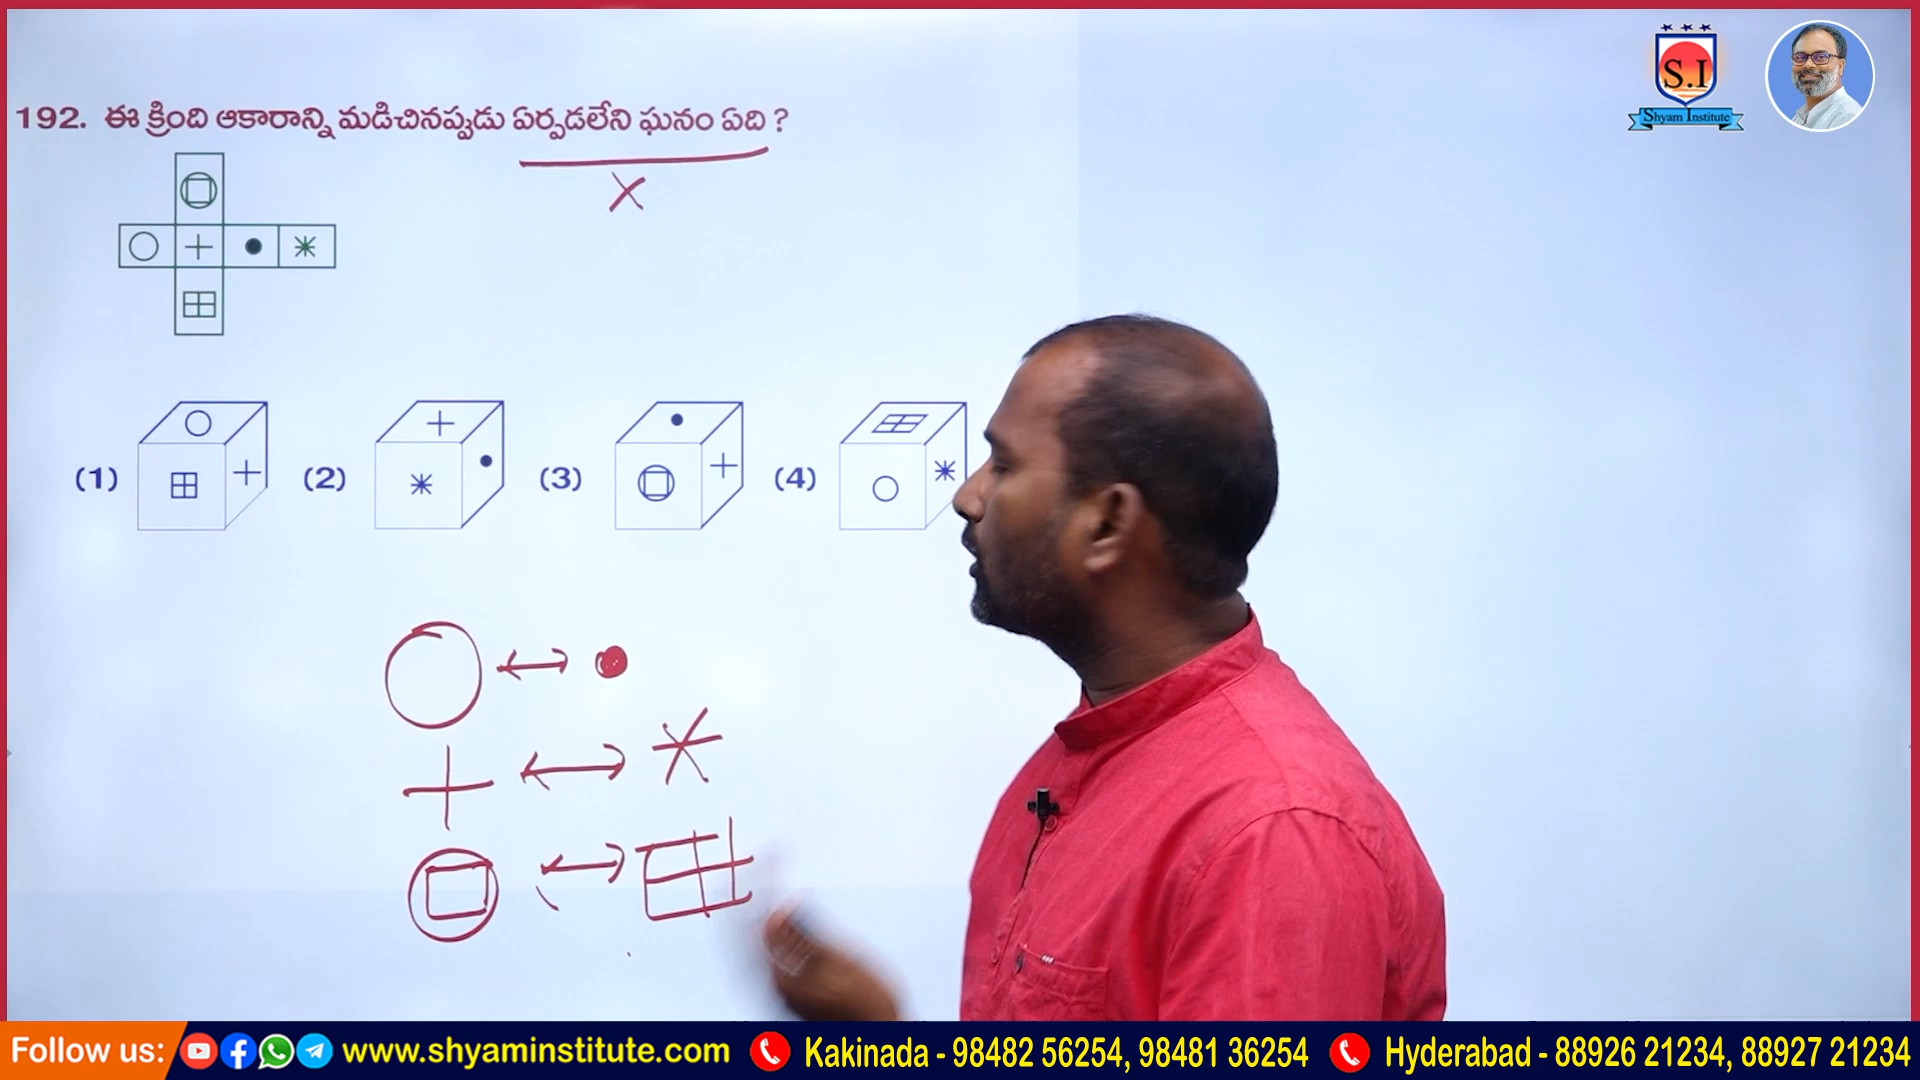 S.I
Shyam Institute
192. ఈ క్రింది ఆకారాన్ని మడిచినప్పుడు ఏర్పడలేని ఘనం ఏది ?
(1) (2) (3) (4)
Follow us: www.shyaminstitute.com Kakinada - 98482 56254, 98481 36254 Hyderabad - 88926 21234, 88927 21234